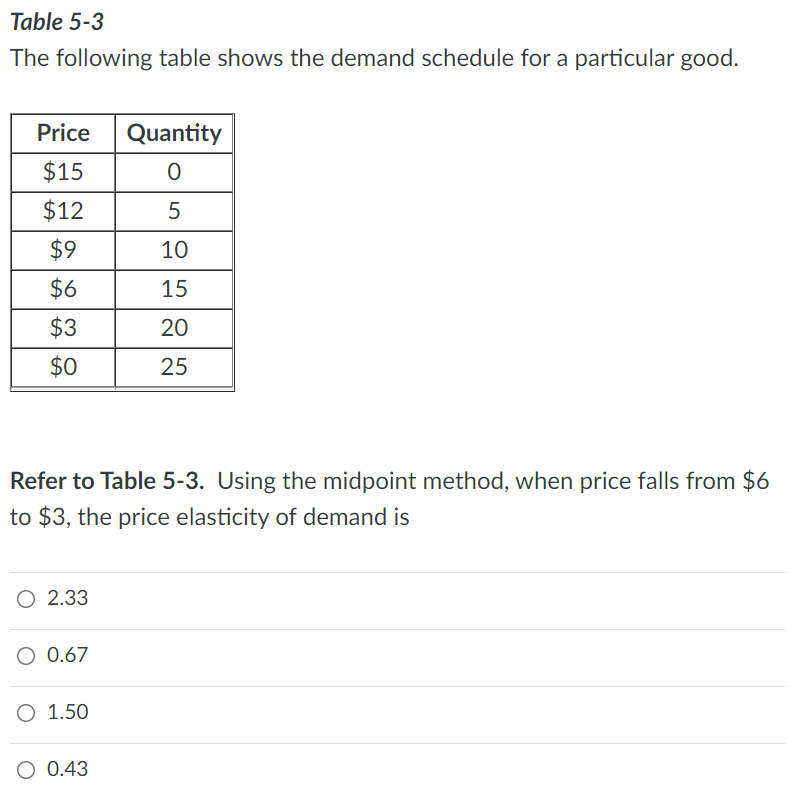 Table 5-3
The following table shows the demand schedule for a particular good.
Price Quantity
$15 0
$12 5
$9 10
$6 15
$3 20
$0 25
Refer to Table 5-3. Using the midpoint method, when price falls from $6
to $3, the price elasticity of demand is
2.33
0.67
1.50
0.43